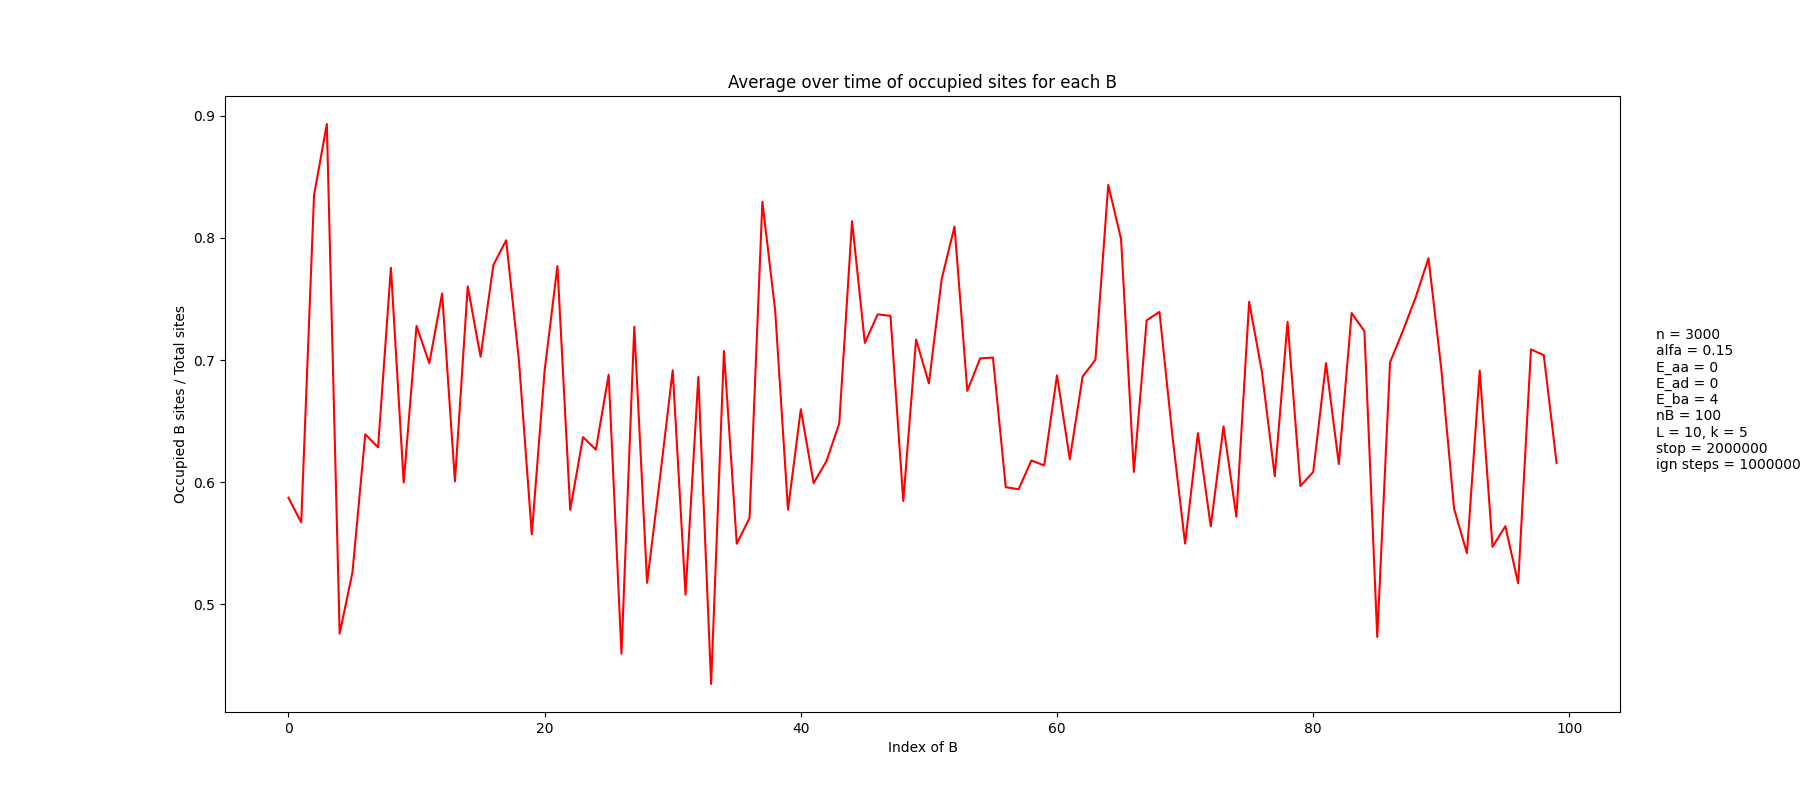 Average over time of occupied sites for each B
0.9
0.8
0.7
0.6
0.5
Occupied B sites / Total sites
0 20 40 60 80 100
Index of B
n = 3000
alfa = 0.15
E_aa = 0
E_ad = 0
E_ba = 4
nB = 100
L = 10, k = 5
stop = 2000000
ign steps = 1000000